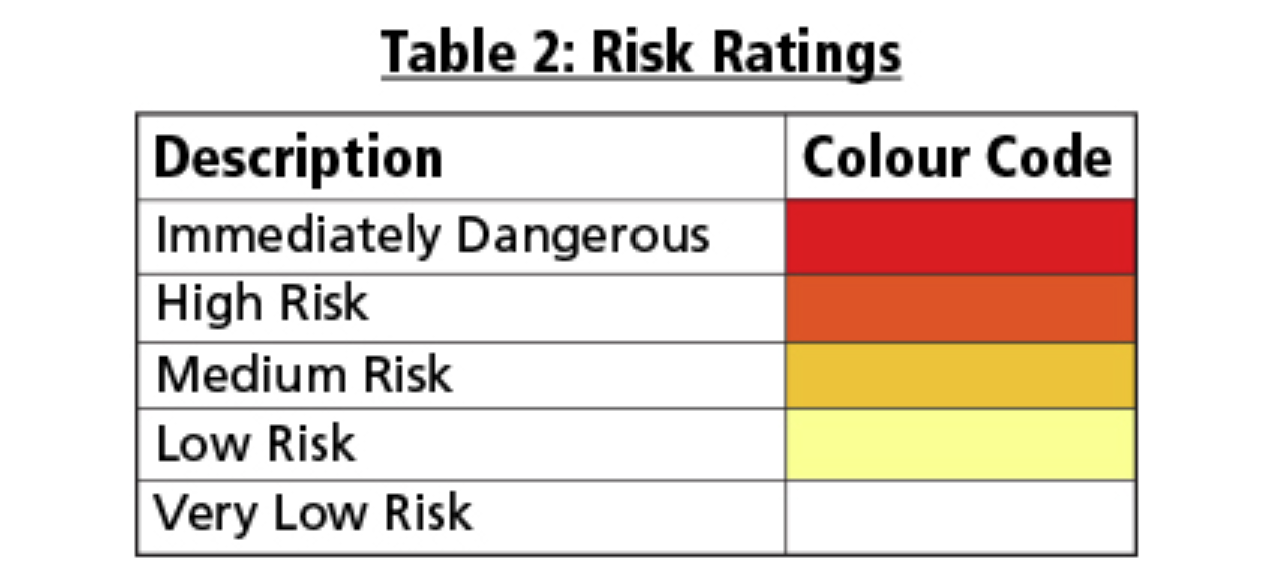 Table 2: Risk Ratings
Description Colour Code
Immediately Dangerous
High Risk
Medium Risk
Low Risk
Very Low Risk